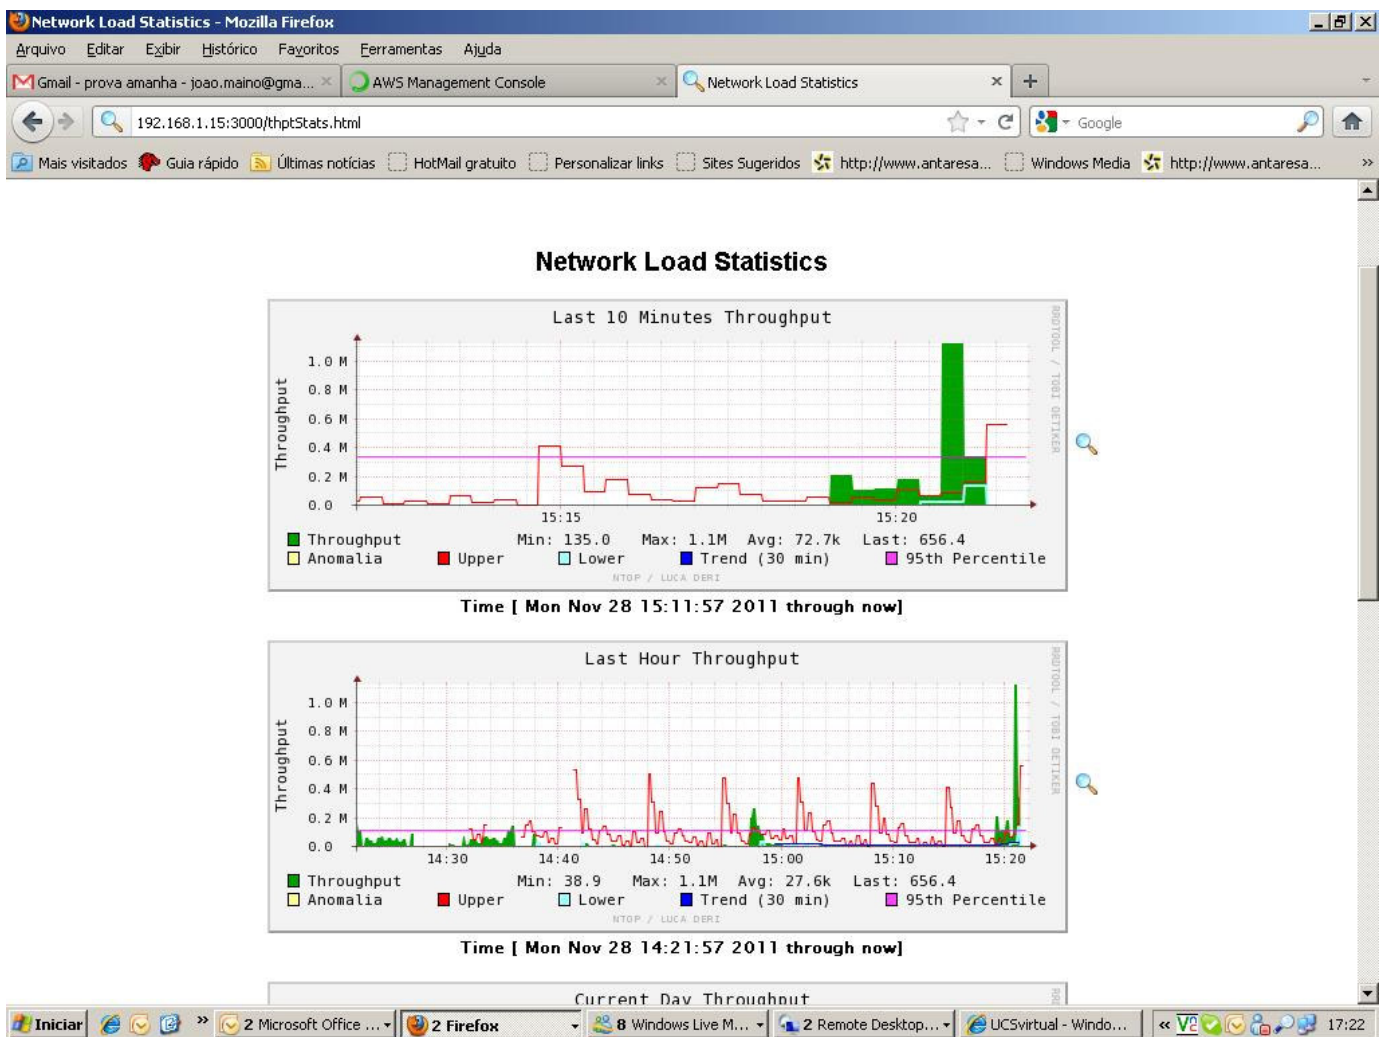 Network Load Statistics - Mozilla Firefox
Arquivo Editar Exibir Histórico Favoritos Ferramentas Ajuda
Gmail - prova amanha - joao.maino@gma... AWS Management Console Network Load Statistics
192.168.1.15:3000/thptStats.html Google
Mais visitados Guia rápido Últimas notícias HotMail gratuito Personalizar links Sites Sugeridos http://www.antaresa... Windows Media http://www.antaresa...
Network Load Statistics
Last 10 Minutes Throughput
RRDTOOL / TOBI OETIKER
Throughput
1.0 M
0.8 M
0.6 M
0.4 M
0.2 M
0.0
15:15 15:20
Throughput Min: 135.0 Max: 1.1M Avg: 72.7k Last: 656.4
Anomalia Upper Lower Trend (30 min) 95th Percentile
NTOP / LUCA DERI
Time [ Mon Nov 28 15:11:57 2011 through now]
Last Hour Throughput
RRDTOOL / TOBI OETIKER
Throughput
1.0 M
0.8 M
0.6 M
0.4 M
0.2 M
0.0
14:30 14:40 14:50 15:00 15:10 15:20
Throughput Min: 38.9 Max: 1.1M Avg: 27.6k Last: 656.4
Anomalia Upper Lower Trend (30 min) 95th Percentile
NTOP / LUCA DERI
Time [ Mon Nov 28 14:21:57 2011 through now]
Current Day Throughput
Iniciar 2 Microsoft Office ... 2 Firefox 8 Windows Live M... 2 Remote Desktop... UCSvirtual - Windo... 17:22